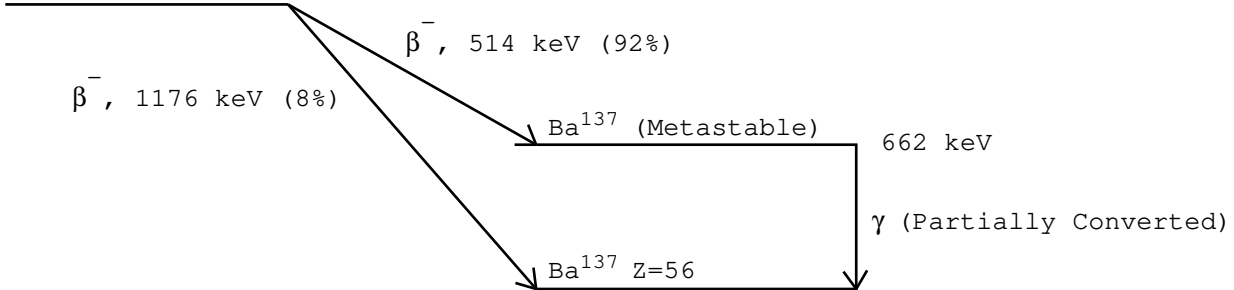 β⁻, 514 keV (92%)
β⁻, 1176 keV (8%)
Ba¹³⁷ (Metastable)
662 keV
γ (Partially Converted)
Ba¹³⁷ Z=56